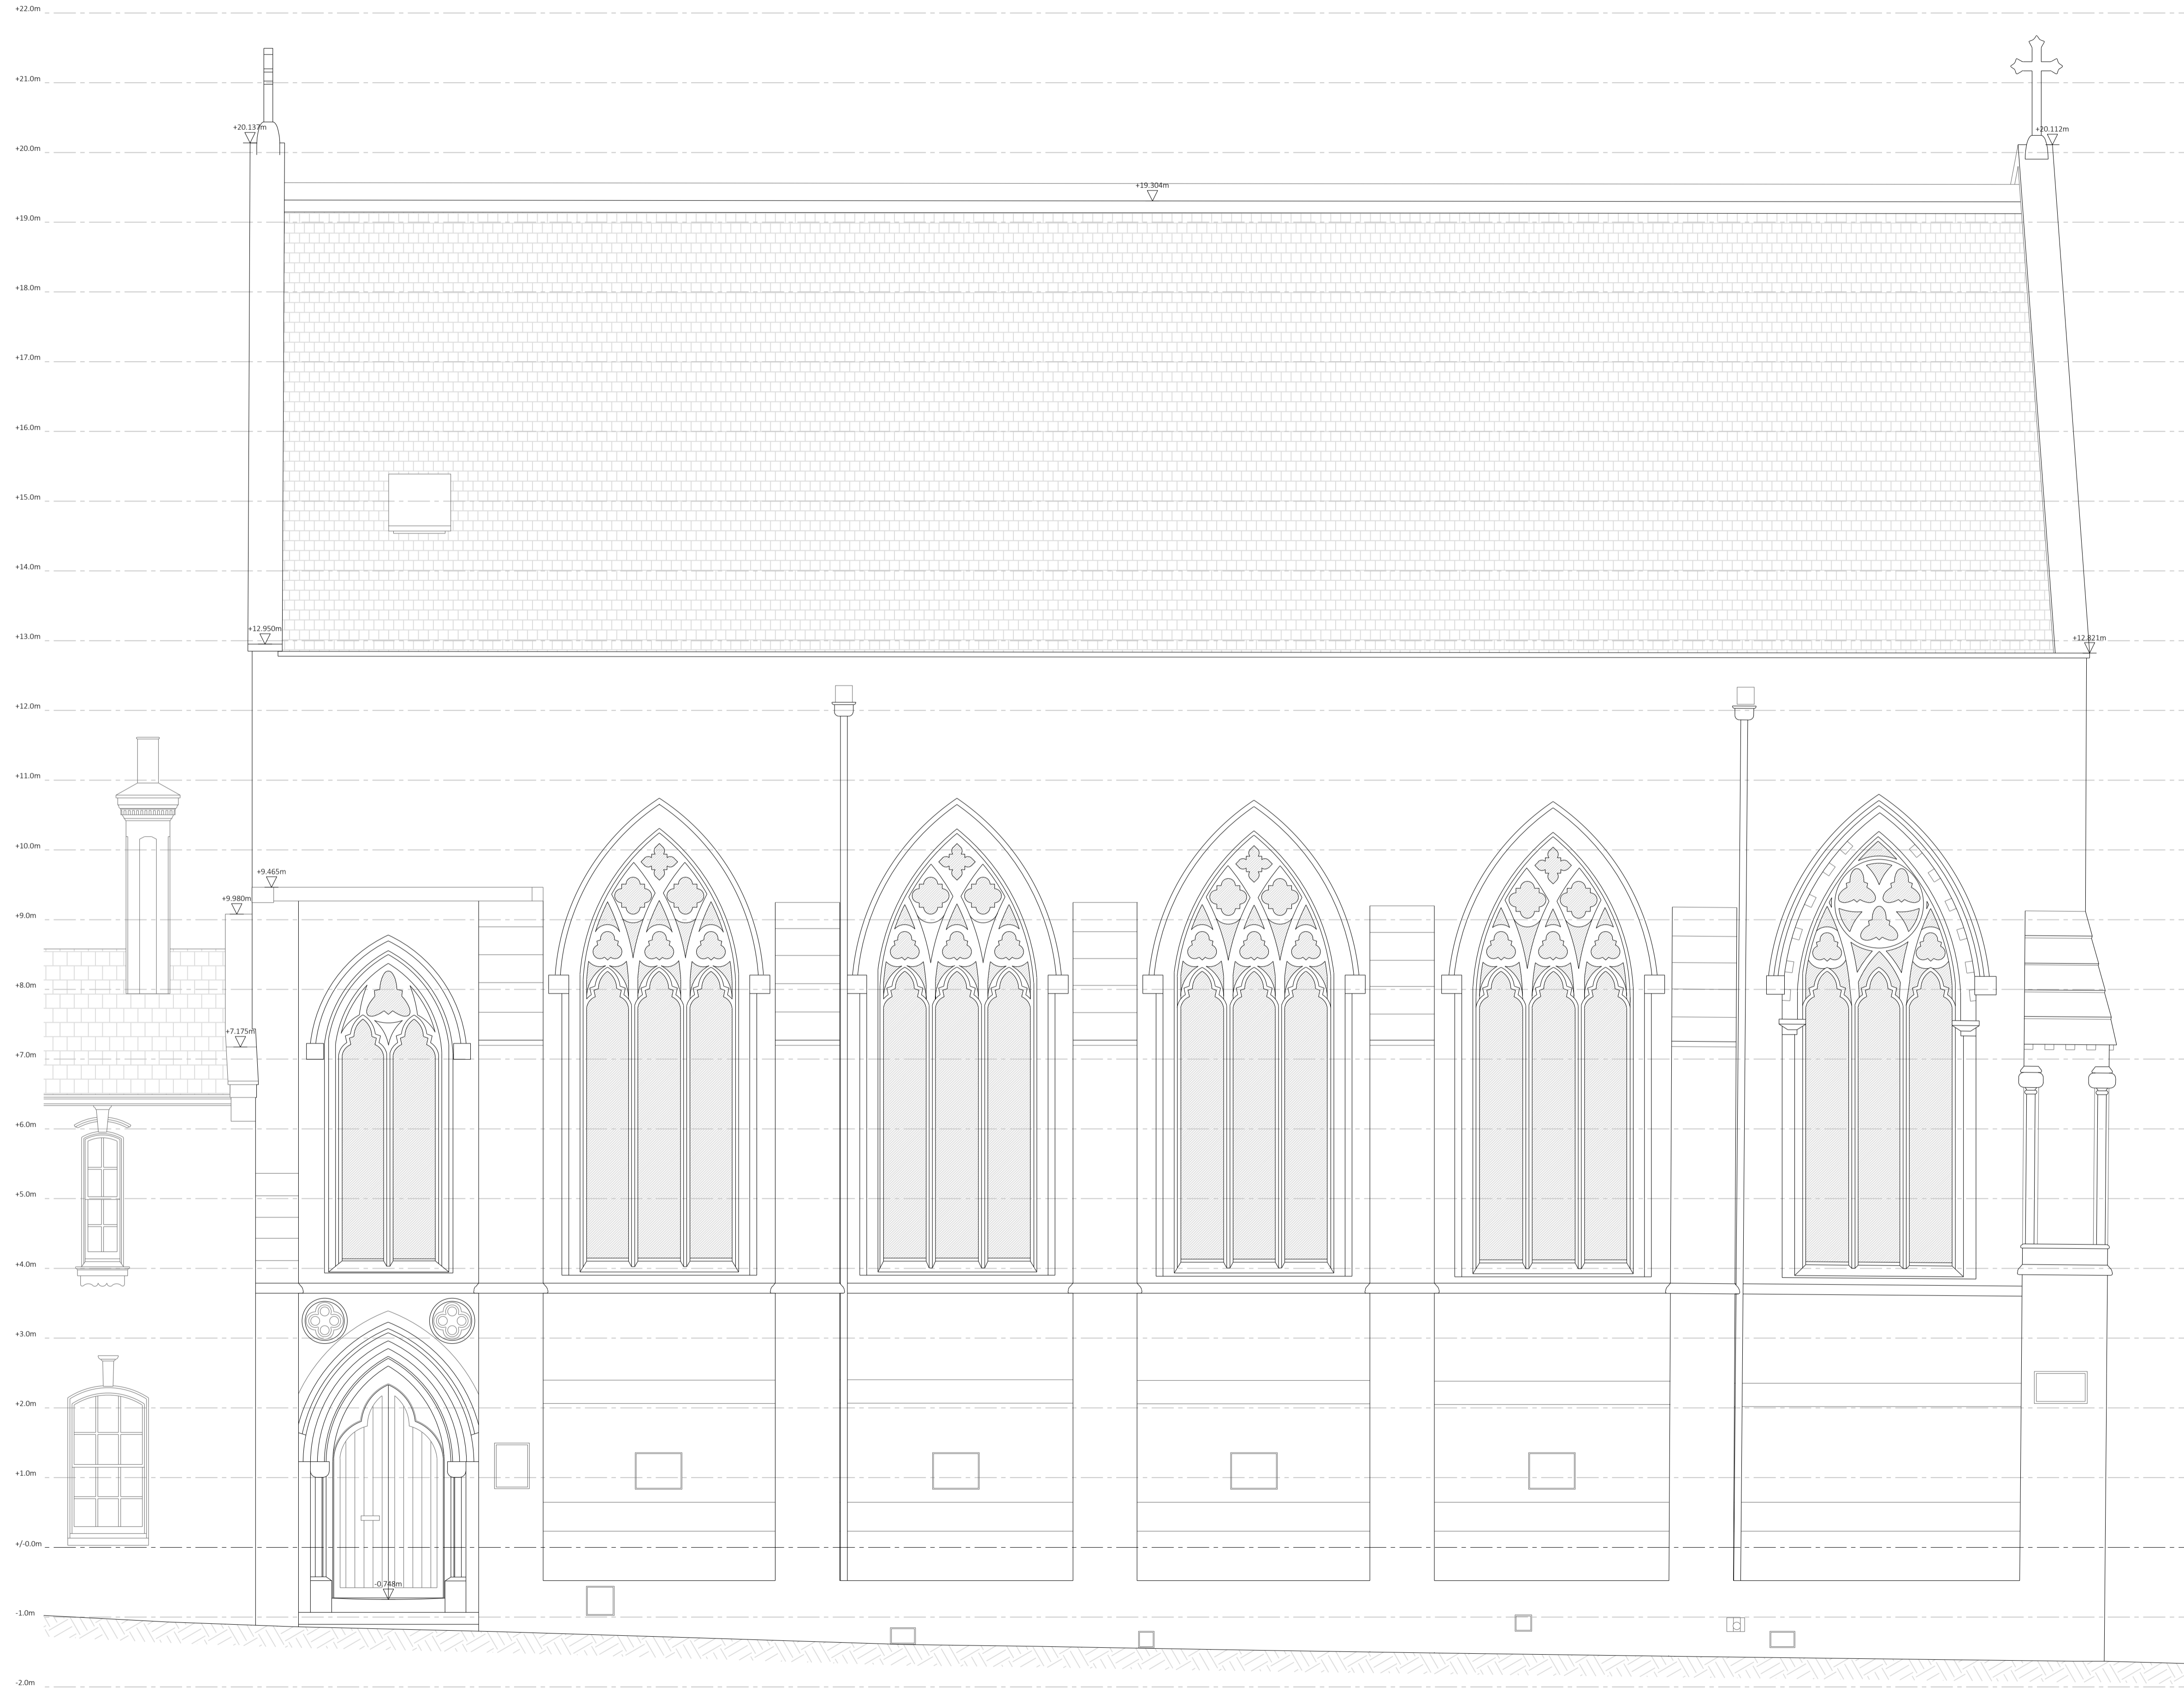 +22.0m
+21.0m
+20.137m
+20.112m
+20.0m
+19.304m
+19.0m
+18.0m
+17.0m
+16.0m
+15.0m
+14.0m
+12.950m
+13.0m
+12.821m
+12.0m
+11.0m
+10.0m
+9.465m
+9.980m
+9.0m
+8.0m
+7.175m
+7.0m
+6.0m
+5.0m
+4.0m
+3.0m
+2.0m
+1.0m
+/-0.0m
-0.748m
-1.0m
-2.0m